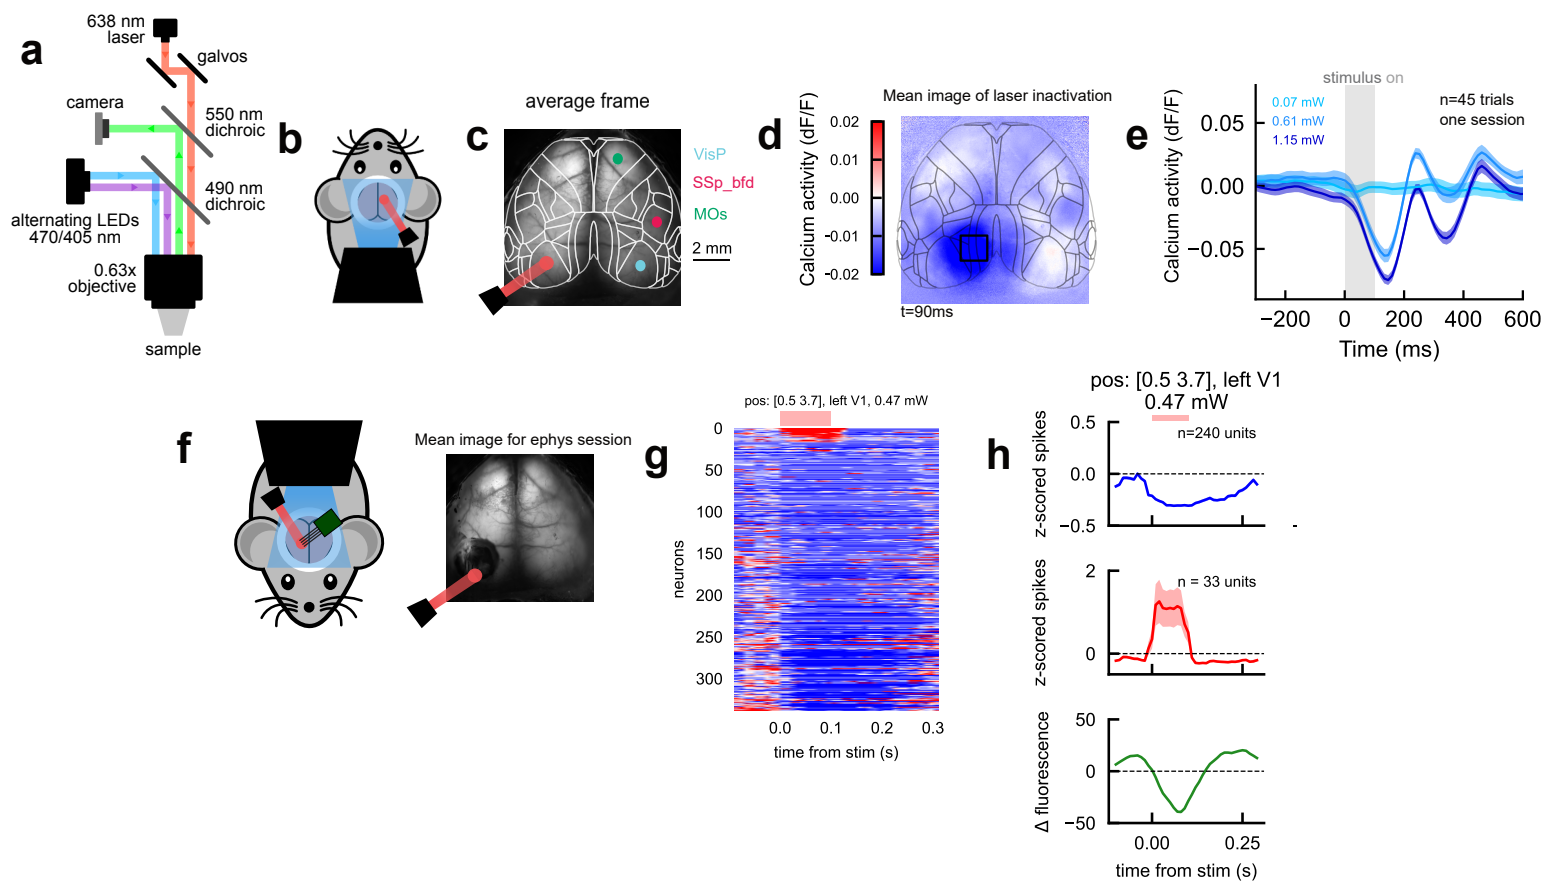 a
638 nm
laser
galvos
camera
550 nm
dichroic
490 nm
dichroic
alternating LEDs
470/405 nm
0.63x
objective
sample
b
c
average frame
VisP
SSp_bfd
MOs
2 mm
d
Mean image of laser inactivation
Calcium activity (dF/F)
0.02
0.01
0.00
-0.01
-0.02
t=90ms
e
stimulus on
0.07 mW
0.61 mW
1.15 mW
n=45 trials
one session
Calcium activity (dF/F)
0.05
0.00
−0.05
−200
0
200
400
600
Time (ms)
f
Mean image for ephys session
g
pos: [0.5 3.7], left V1, 0.47 mW
neurons
0
50
100
150
200
250
300
0.0
0.1
0.2
0.3
time from stim (s)
h
pos: [0.5 3.7], left V1
0.47 mW
z-scored spikes
0.5
0.0
−0.5
n=240 units
-
z-scored spikes
2
0
n = 33 units
Δ fluorescence
50
0
−50
0.00
0.25
time from stim (s)